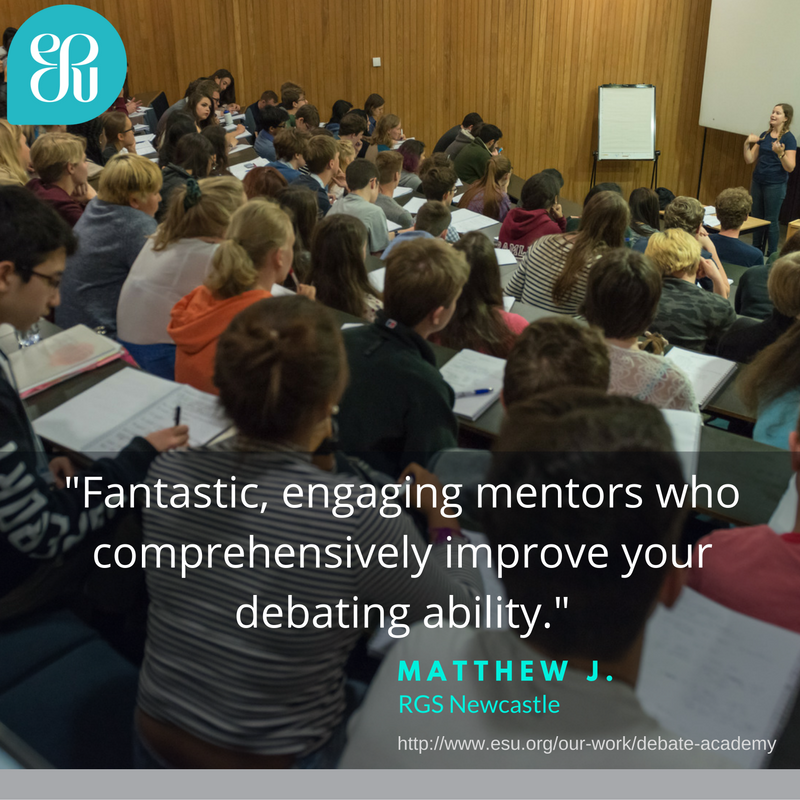 esu
"Fantastic, engaging mentors who
comprehensively improve your
debating ability."
MATTHEW J.
RGS Newcastle
http://www.esu.org/our-work/debate-academy